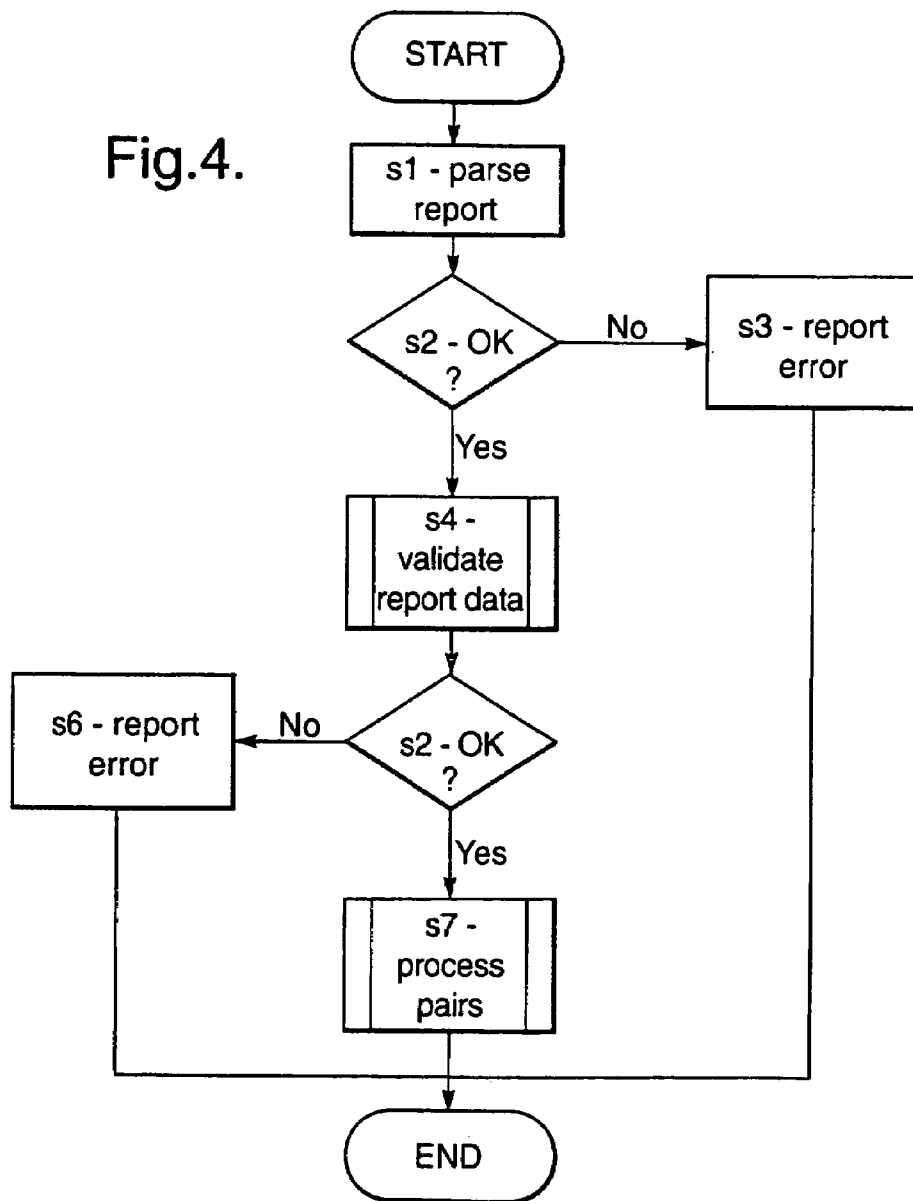 START
Fig.4.
s1 - parse
report
s2 - OK
?
No
s3 - report
error
Yes
s4 -
validate
report data
s6 - report
error
No
s2 - OK
?
Yes
s7 -
process
pairs
END